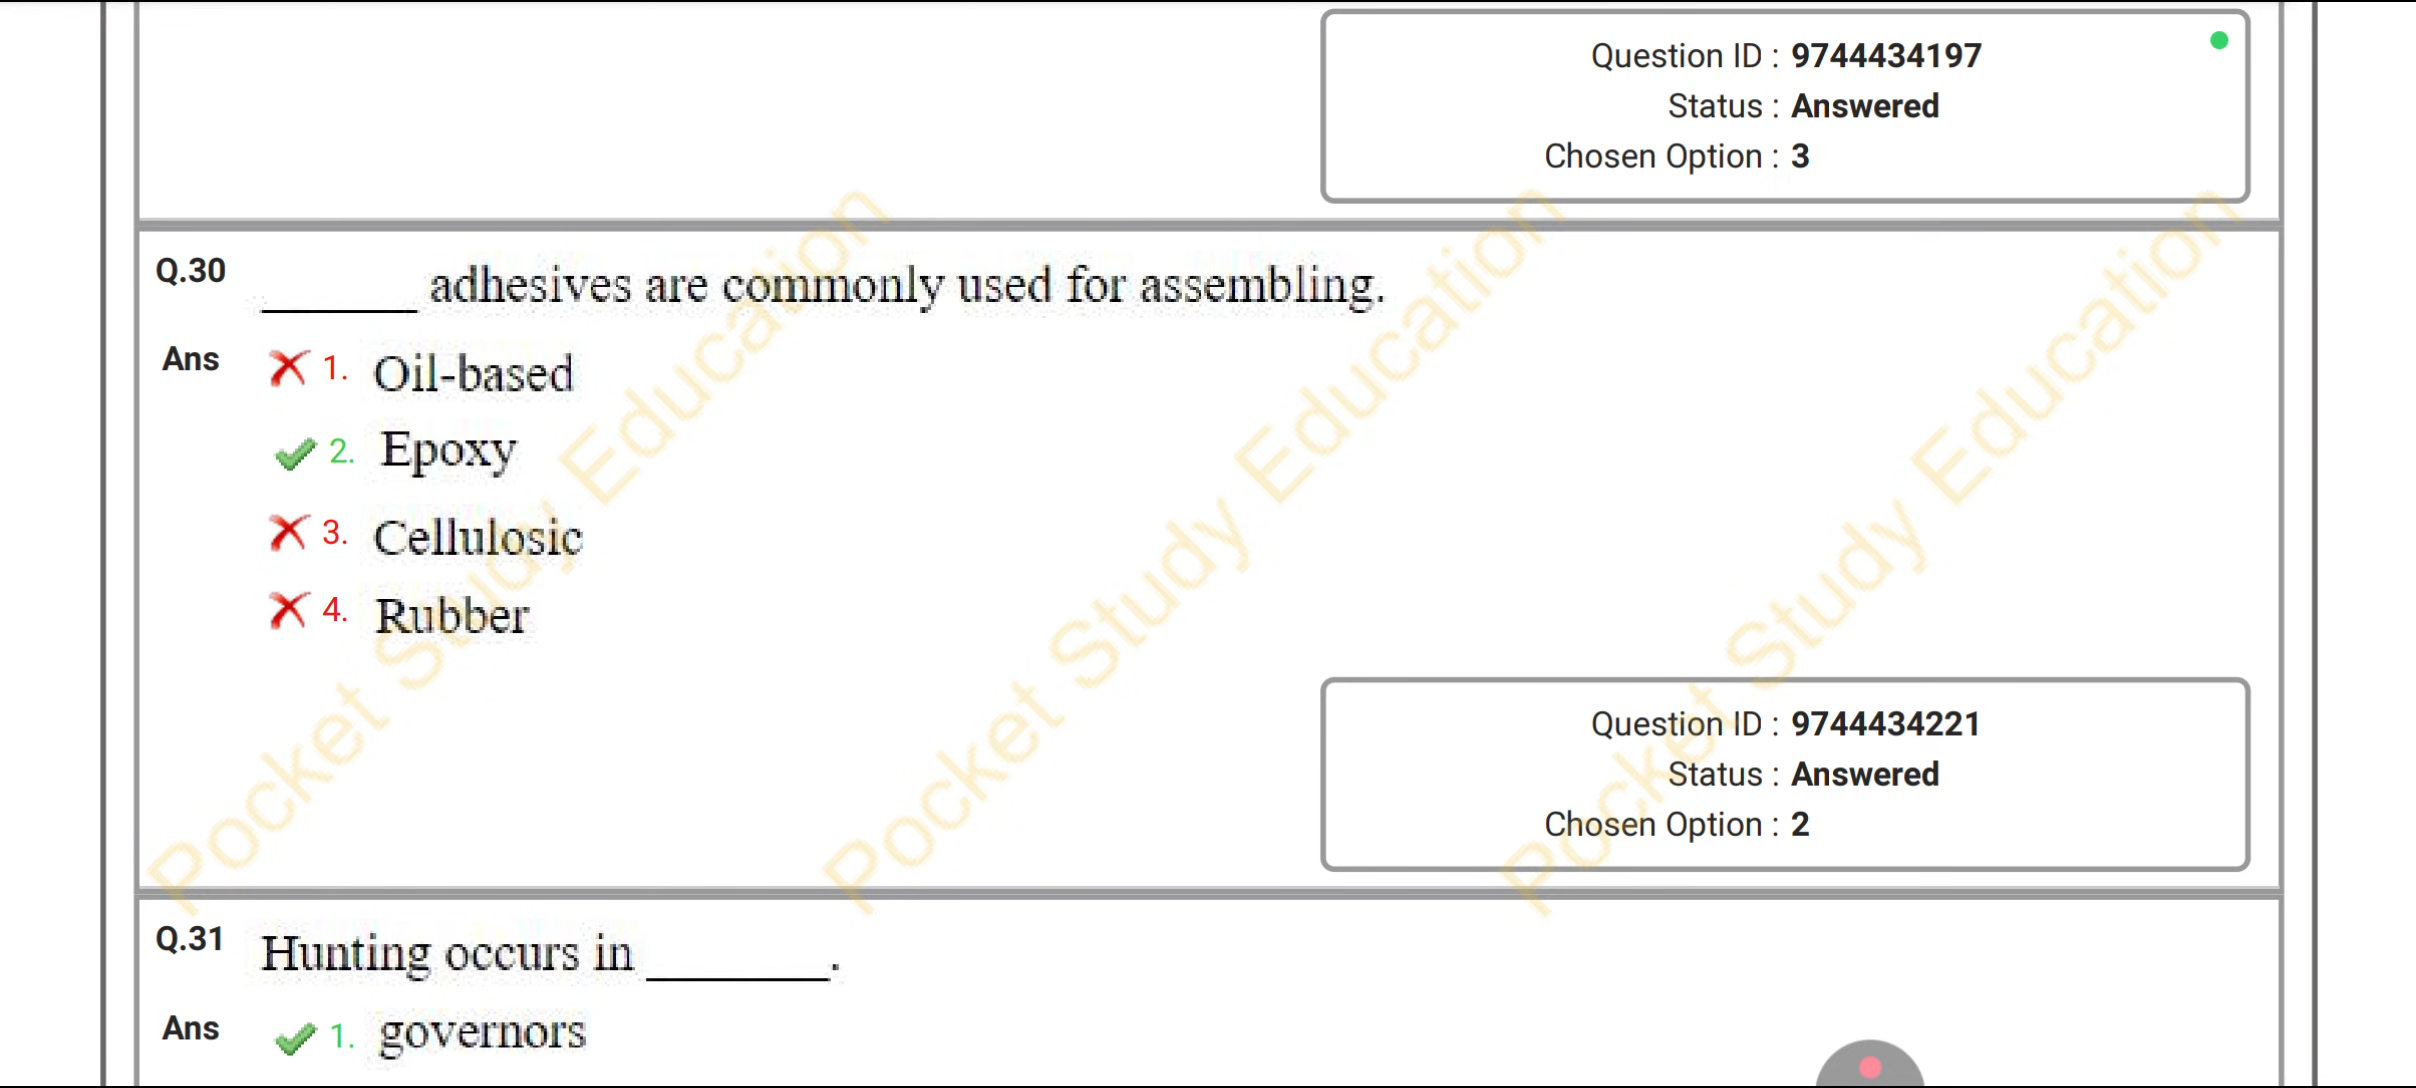 Question ID : 9744434197
Status : Answered
Chosen Option : 3
Q.30 ______ adhesives are commonly used for assembling.
Ans 1. Oil-based
2. Epoxy
3. Cellulosic
4. Rubber
Question ID : 9744434221
Status : Answered
Chosen Option : 2
Q.31 Hunting occurs in _______.
Ans 1. governors
Pocket Study Education
Pocket Study Education
Pocket Study Education